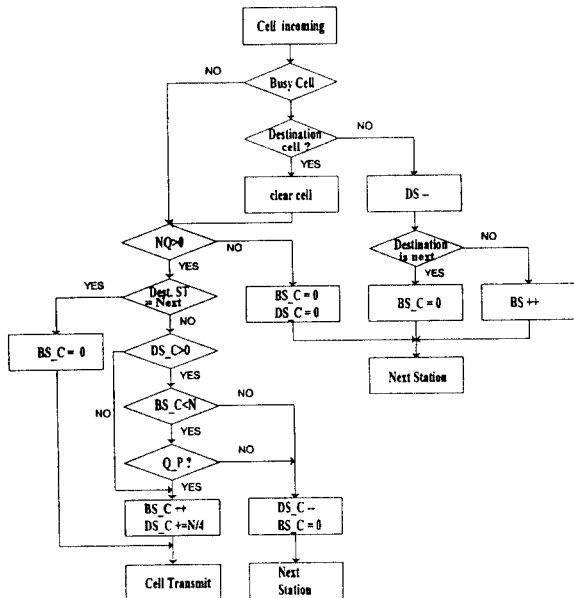 Cell incoming
NO
Busy Cell
Destination
cell ?
NO
YES
clear cell
DS --
NQ>0
NO
YES
Destination
is next
NO
YES
BS_C = 0
DS_C = 0
BS_C = 0
BS ++
YES
Dest. ST
= Next
NO
BS_C = 0
DS_C>0
Next Station
YES
NO
BS_C<N
NO
YES
Q_P ?
NO
YES
BS_C ++
DS_C +=N/4
DS_C --
BS_C = 0
Cell Transmit
Next
Station